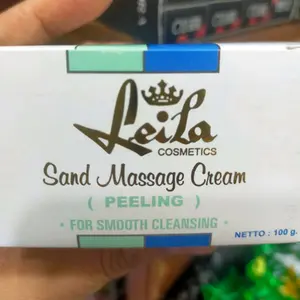 Leila
COSMETICS
Sand Massage Cream
( PEELING )
• FOR SMOOTH CLEANSING •
NETTO : 100 g.